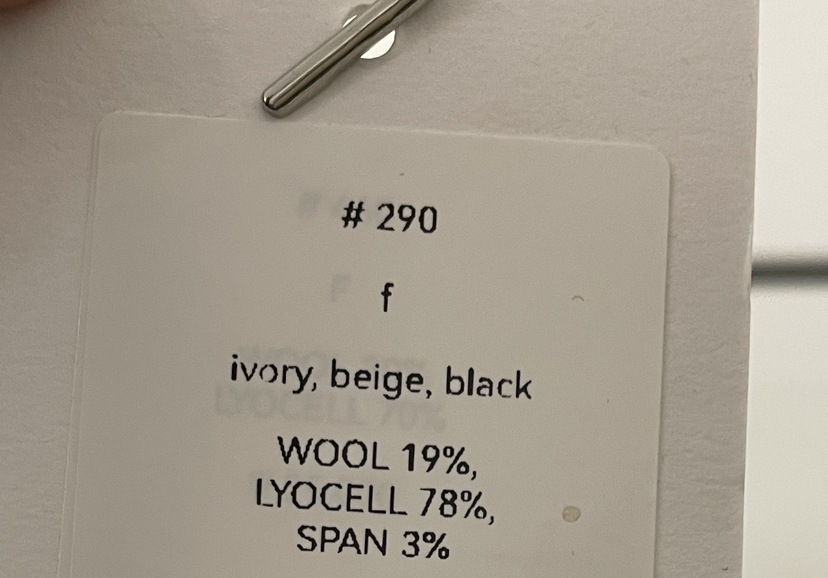 # 290
f
ivory, beige, black
WOOL 19%,
LYOCELL 78%,
SPAN 3%